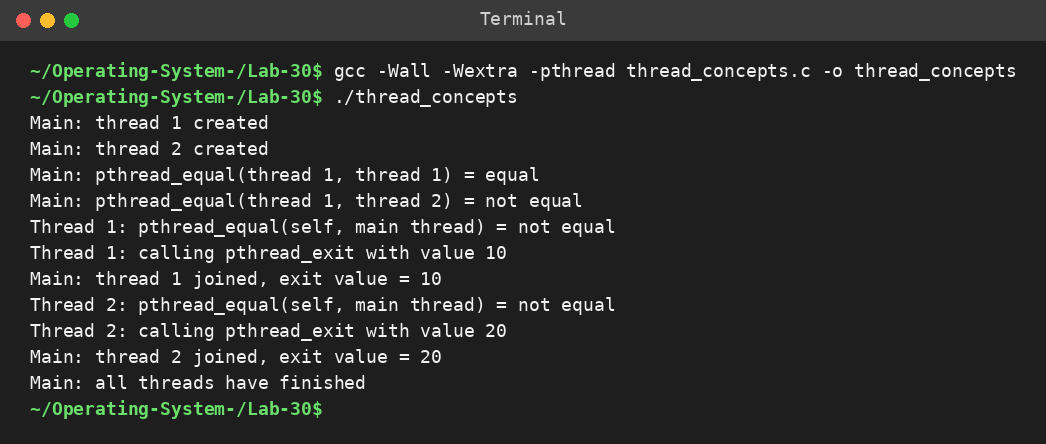 Terminal
~/Operating-System-/Lab-30$ gcc -Wall -Wextra -pthread thread_concepts.c -o thread_concepts
~/Operating-System-/Lab-30$ ./thread_concepts
Main: thread 1 created
Main: thread 2 created
Main: pthread_equal(thread 1, thread 1) = equal
Main: pthread_equal(thread 1, thread 2) = not equal
Thread 1: pthread_equal(self, main thread) = not equal
Thread 1: calling pthread_exit with value 10
Main: thread 1 joined, exit value = 10
Thread 2: pthread_equal(self, main thread) = not equal
Thread 2: calling pthread_exit with value 20
Main: thread 2 joined, exit value = 20
Main: all threads have finished
~/Operating-System-/Lab-30$